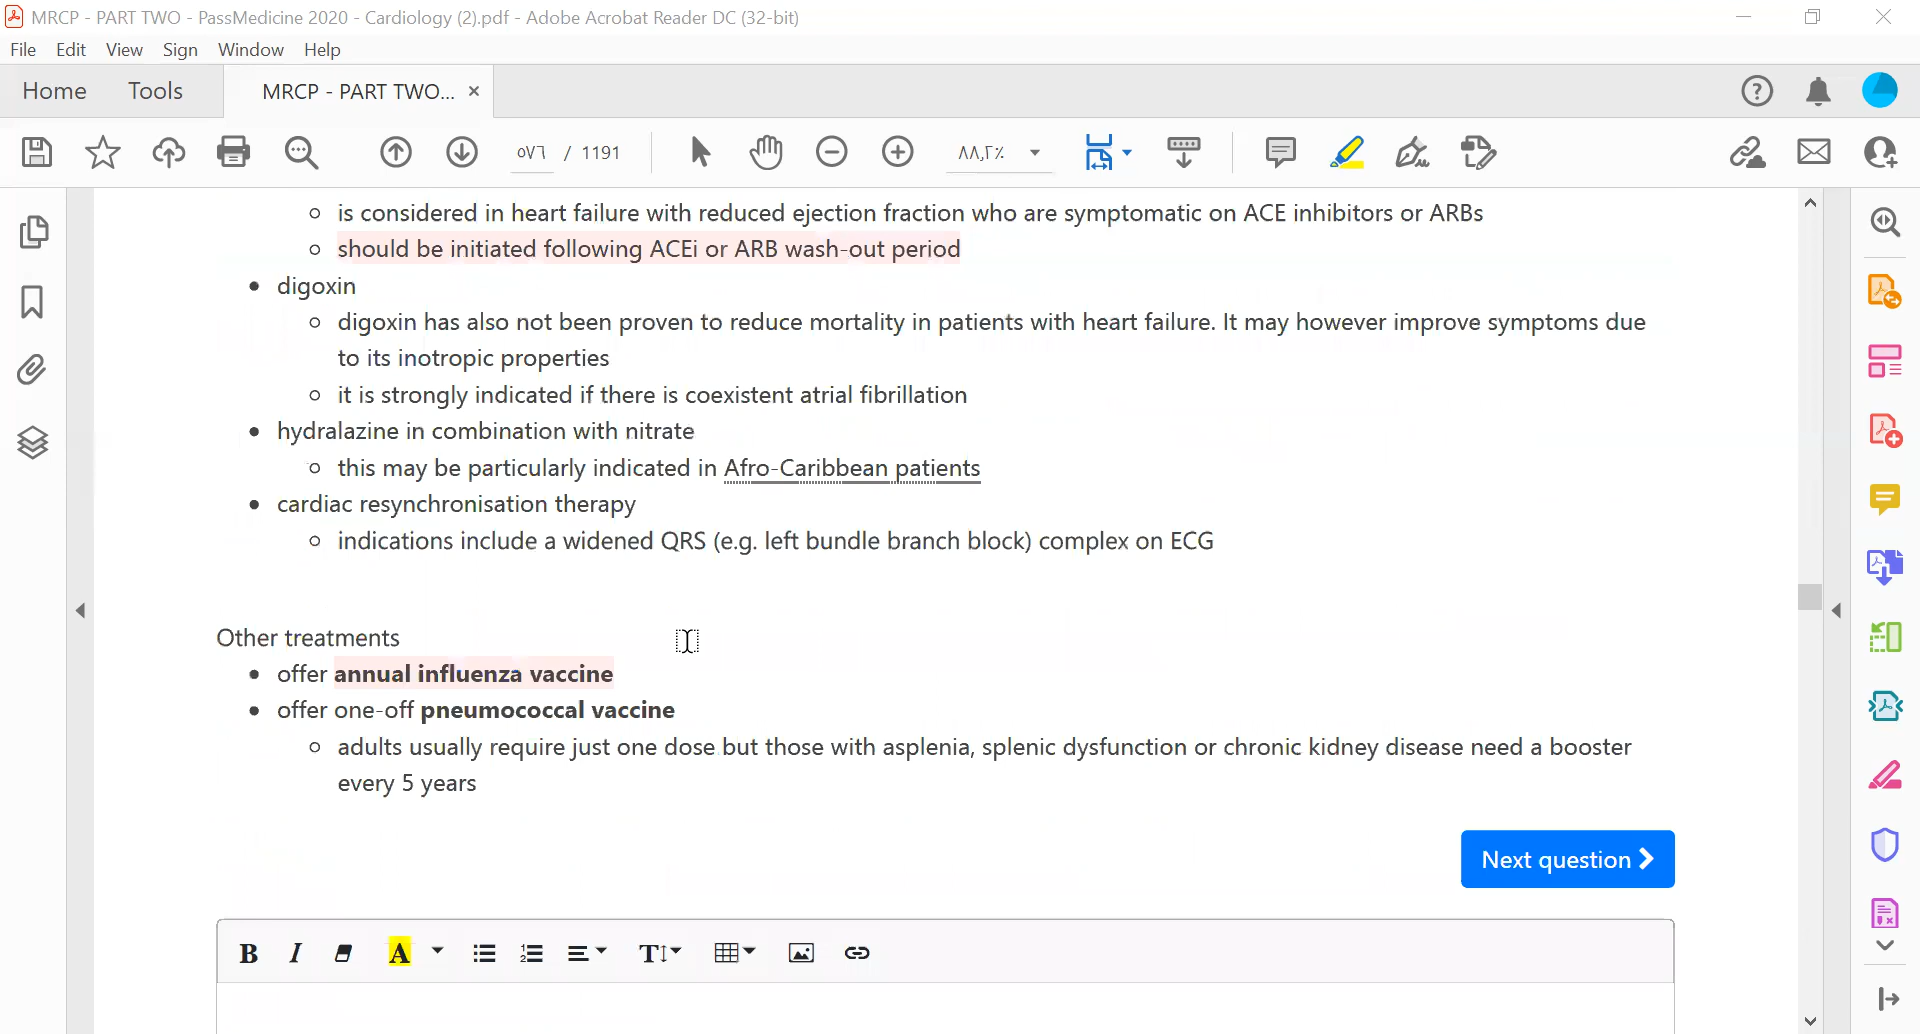 MRCP - PART TWO - PassMedicine 2020 - Cardiology (2).pdf - Adobe Acrobat Reader DC (32-bit)
File Edit View Sign Window Help
Home Tools MRCP - PART TWO... ×
٥٧٦ / 1191 ٨٨,٣٪
is considered in heart failure with reduced ejection fraction who are symptomatic on ACE inhibitors or ARBs
should be initiated following ACEi or ARB wash-out period
digoxin
digoxin has also not been proven to reduce mortality in patients with heart failure. It may however improve symptoms due
to its inotropic properties
it is strongly indicated if there is coexistent atrial fibrillation
hydralazine in combination with nitrate
this may be particularly indicated in Afro-Caribbean patients
cardiac resynchronisation therapy
indications include a widened QRS (e.g. left bundle branch block) complex on ECG
Other treatments
offer annual influenza vaccine
offer one-off pneumococcal vaccine
adults usually require just one dose but those with asplenia, splenic dysfunction or chronic kidney disease need a booster
every 5 years
Next question
B I A T